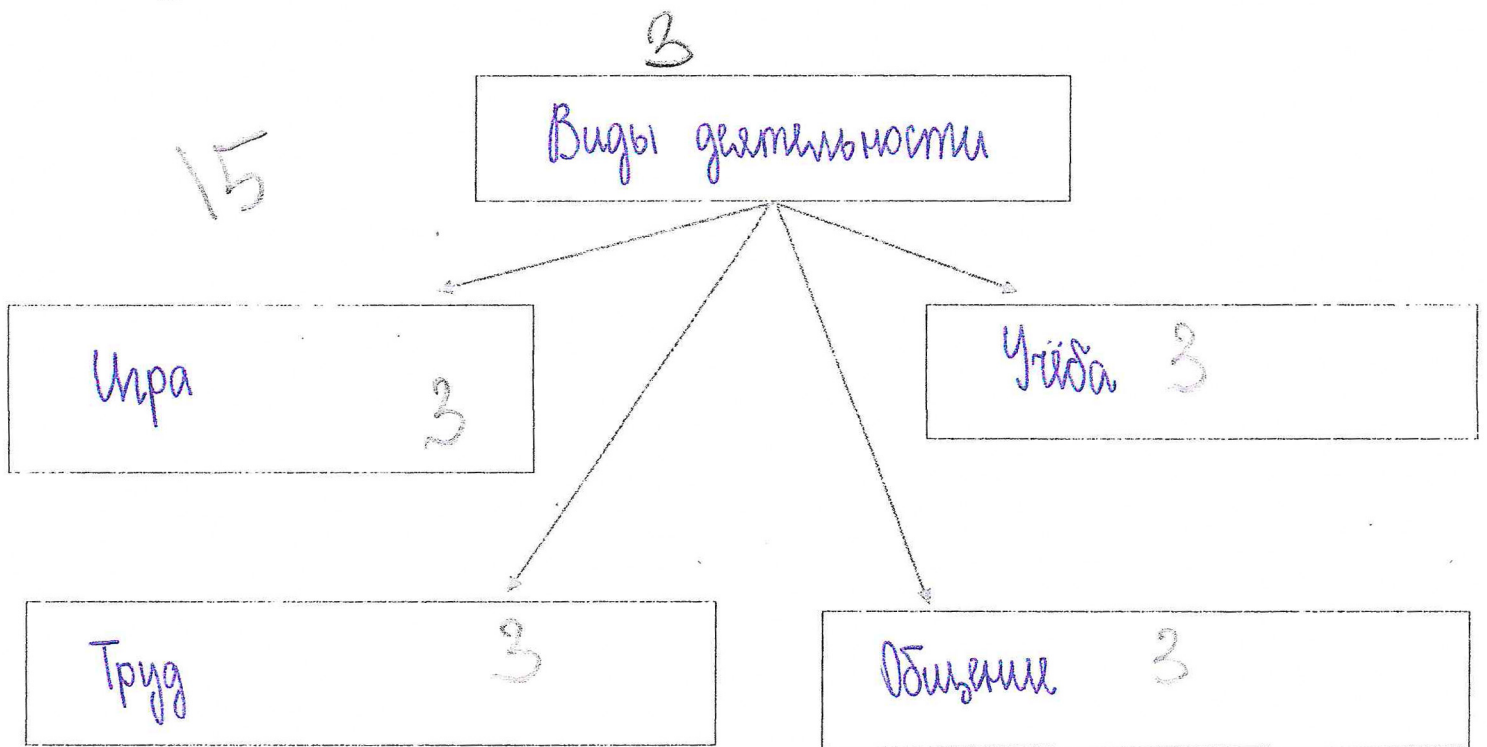 3
Виды деятельности
15
Игра 3
Учёба 3
Труд 3
Общение 3